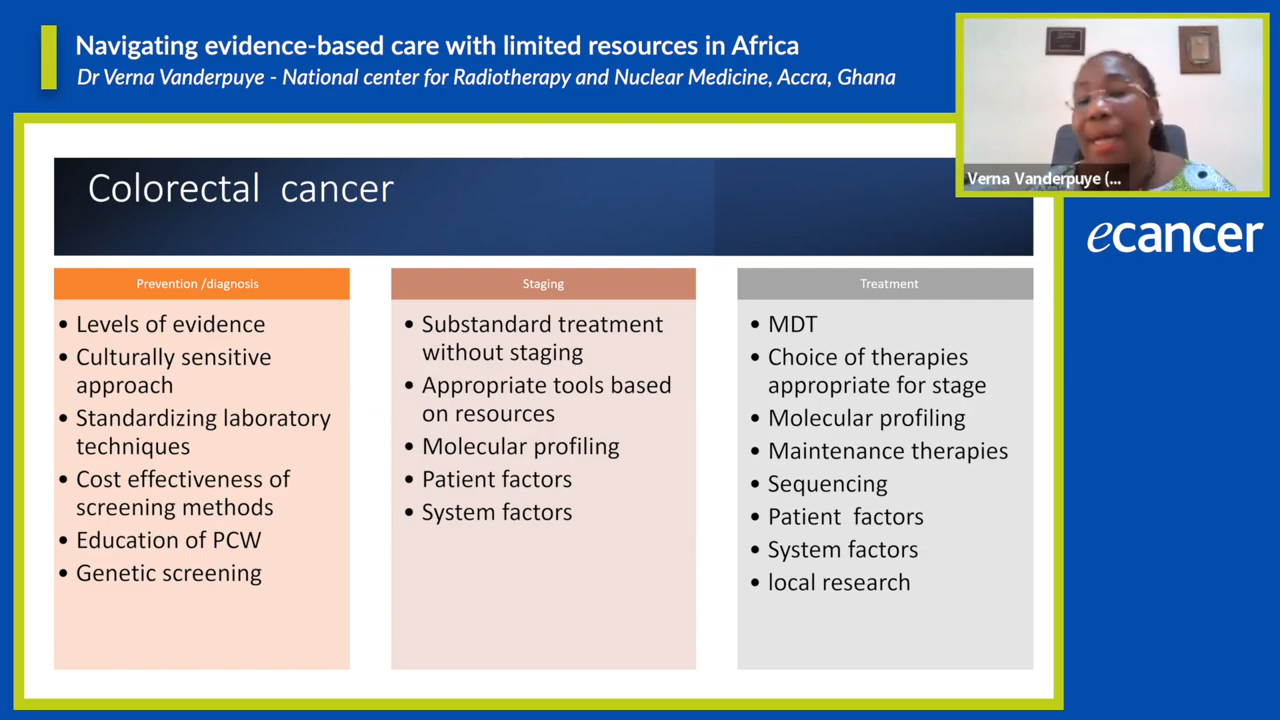 Navigating evidence-based care with limited resources in Africa
Dr Verna Vanderpuye - National center for Radiotherapy and Nuclear Medicine, Accra, Ghana
Verna Vanderpuye (...
ecancer
Colorectal cancer
Prevention /diagnosis
• Levels of evidence
• Culturally sensitive
approach
• Standardizing laboratory
techniques
• Cost effectiveness of
screening methods
• Education of PCW
• Genetic screening
Staging
• Substandard treatment
without staging
• Appropriate tools based
on resources
• Molecular profiling
• Patient factors
• System factors
Treatment
• MDT
• Choice of therapies
appropriate for stage
• Molecular profiling
• Maintenance therapies
• Sequencing
• Patient factors
• System factors
• local research